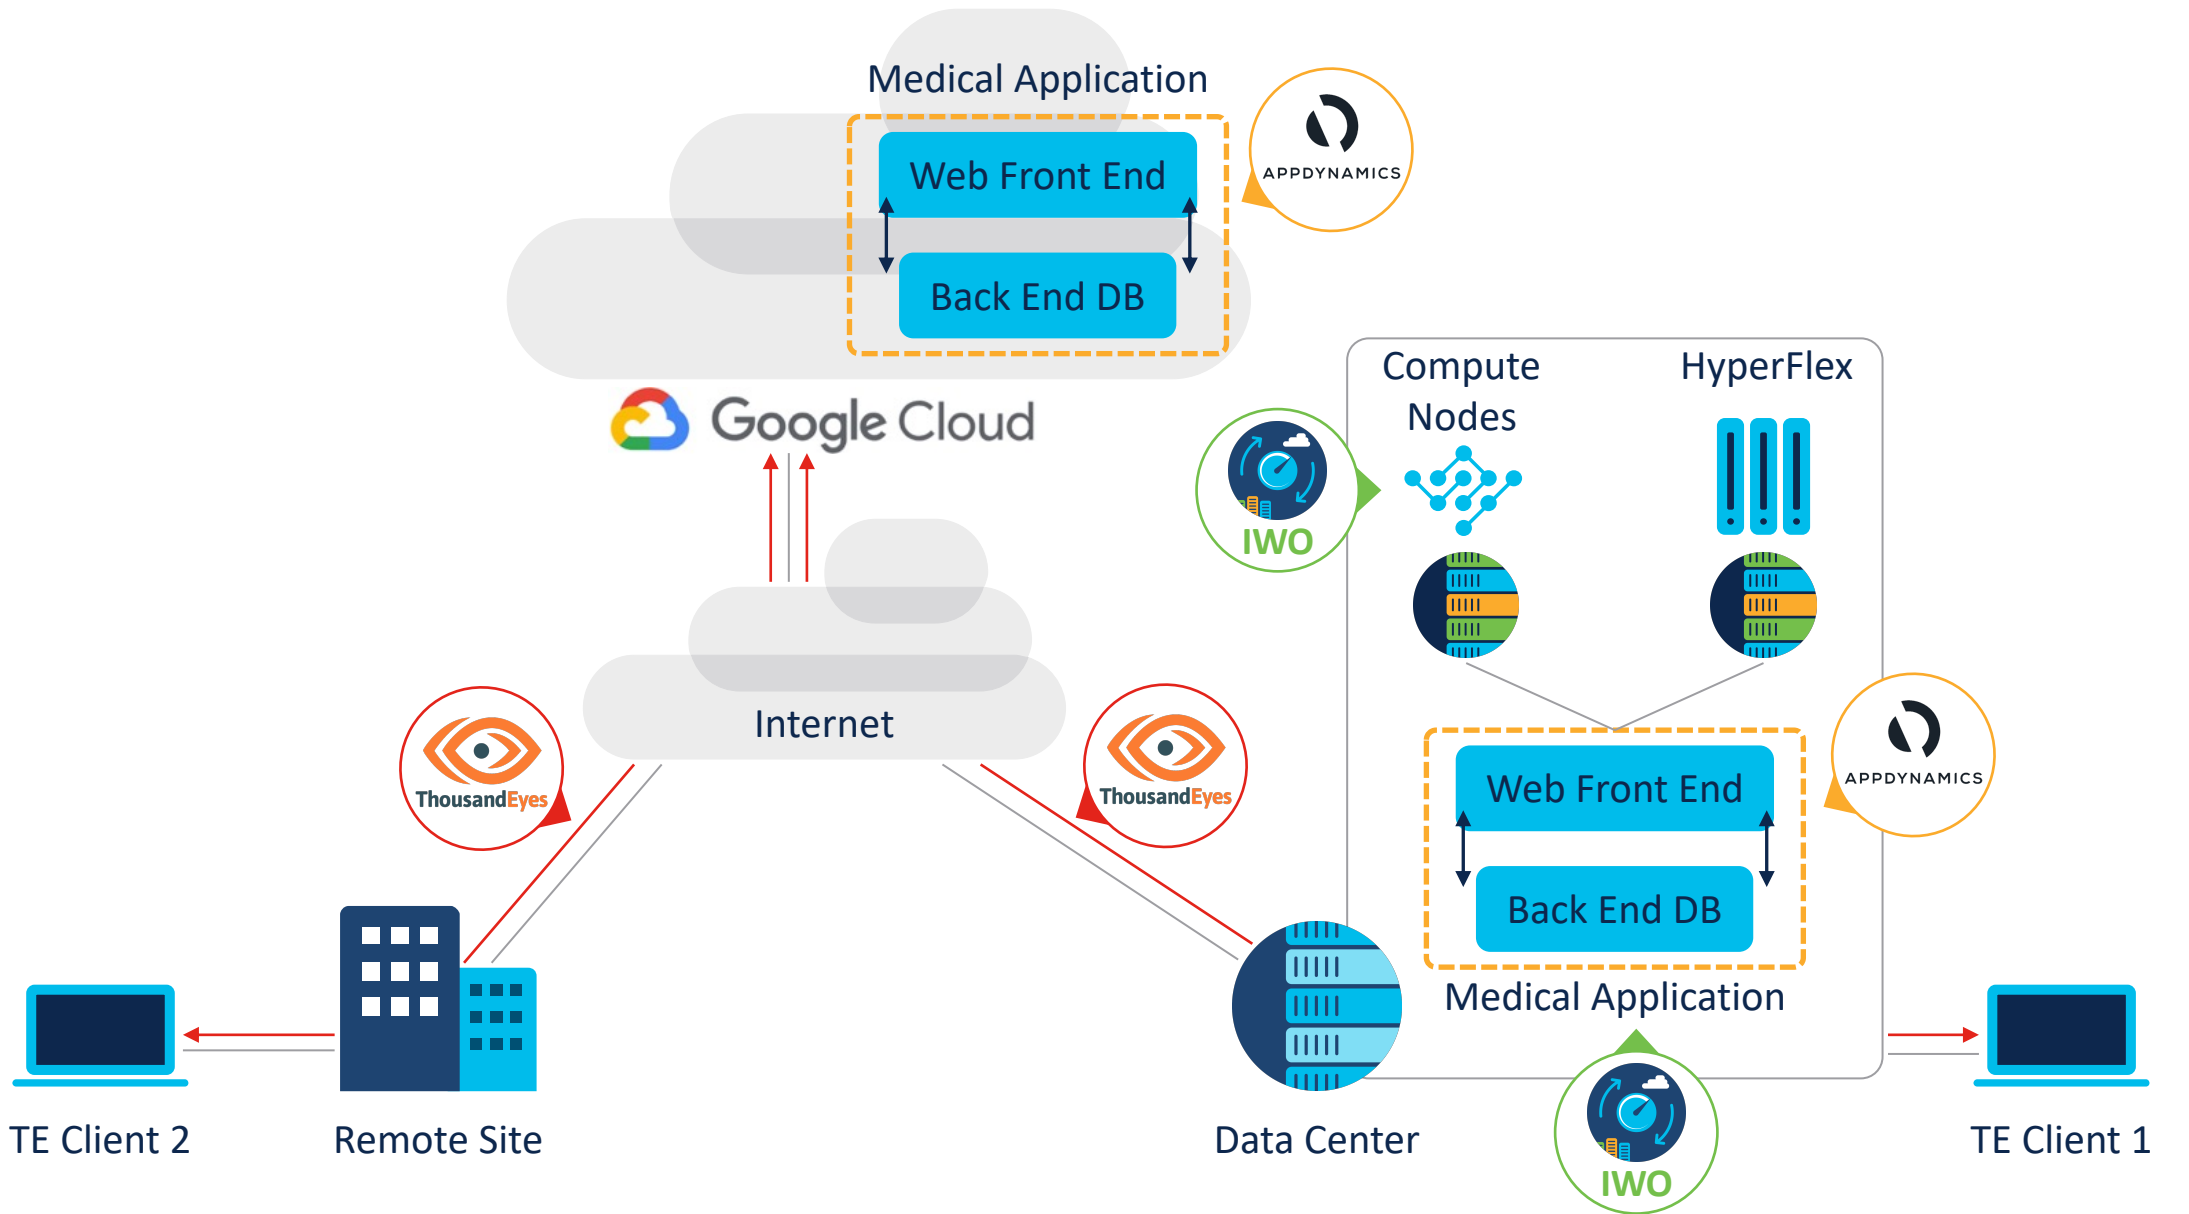 Medical Application
Web Front End
Back End DB
APPDYNAMICS
Google Cloud
Compute
Nodes
HyperFlex
IWO
Internet
ThousandEyes
ThousandEyes
Web Front End
Back End DB
Medical Application
APPDYNAMICS
IWO
TE Client 2
Remote Site
Data Center
TE Client 1